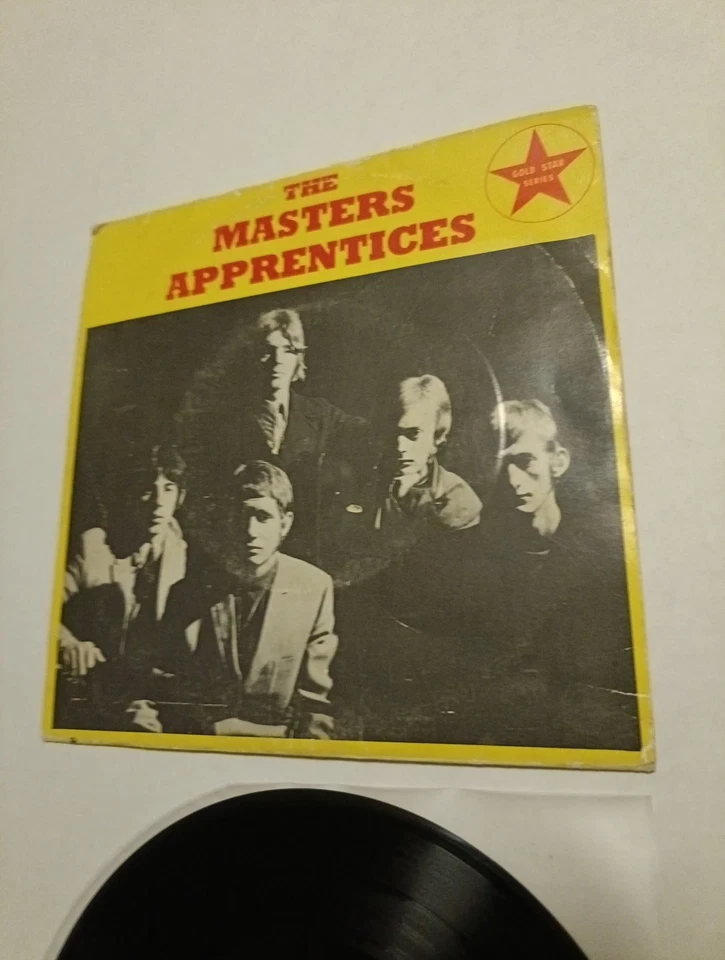 THE
MASTERS
APPRENTICES
GOLD STAR
SERIES